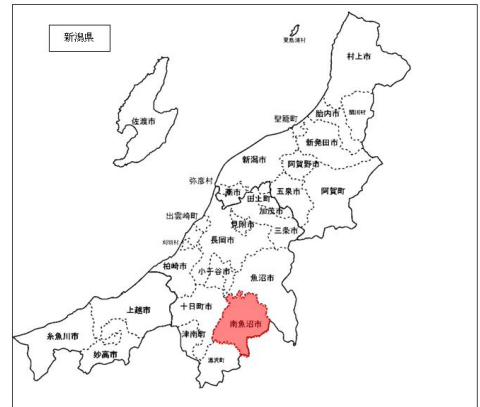 新潟県
粟島浦村
村上市
胎内市
関川村
聖籠町
新発田市
佐渡市
新潟市
阿賀野市
弥彦村
燕市
田上町
五泉市
阿賀町
加茂市
出雲崎町
見附市
三条市
刈羽村
長岡市
柏崎市
小千谷市
魚沼市
十日町市
上越市
南魚沼市
糸魚川市
津南町
妙高市
湯沢町